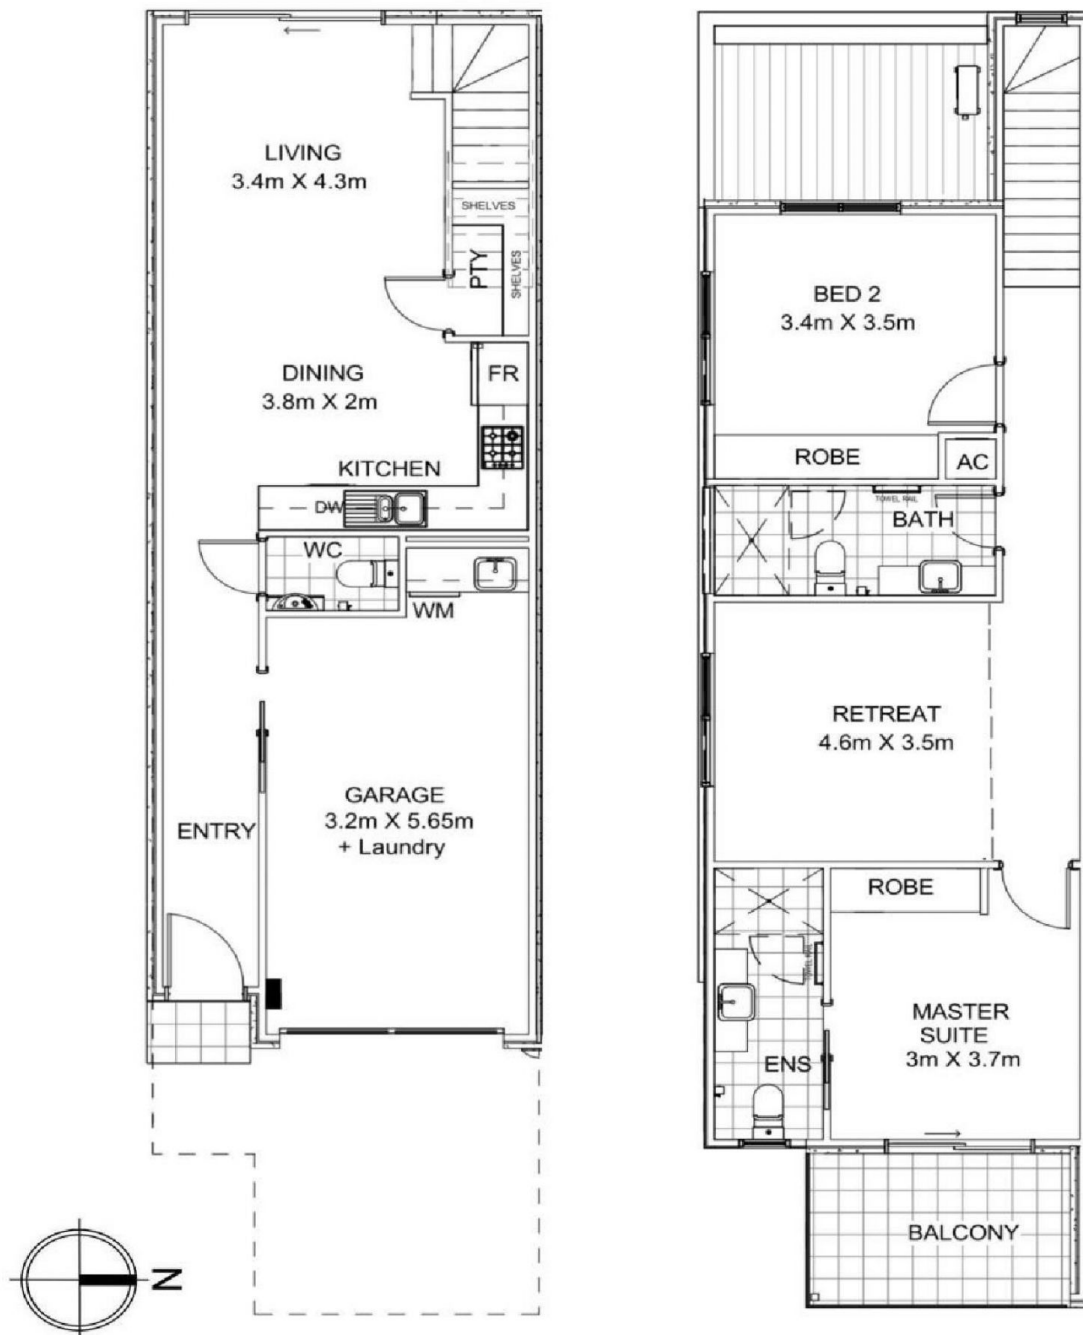 LIVING
3.4m X 4.3m
SHELVES
PTY
SHELVES
DINING
3.8m X 2m
FR
KITCHEN
DW
WC
WM
GARAGE
3.2m X 5.65m
+ Laundry
ENTRY
N
BED 2
3.4m X 3.5m
ROBE
AC
TOWEL RAIL
BATH
RETREAT
4.6m X 3.5m
ROBE
TOWEL RAIL
MASTER
SUITE
3m X 3.7m
ENS
BALCONY